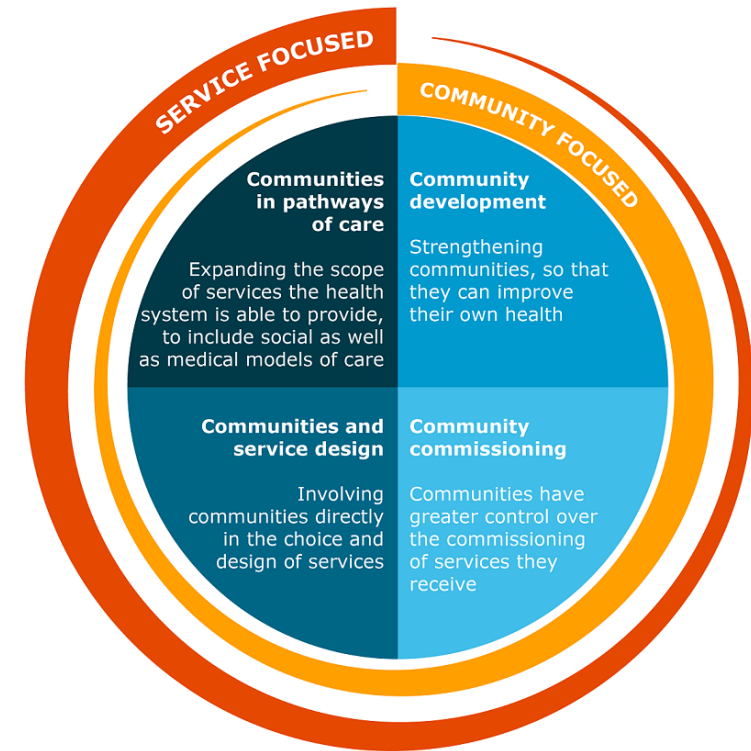 SERVICE FOCUSED
COMMUNITY FOCUSED
Communities
in pathways
of care
Expanding the scope
of services the health
system is able to provide,
to include social as well
as medical models of care
Community
development
Strengthening
communities, so that
they can improve
their own health
Communities and
service design
Involving
communities directly
in the choice and
design of services
Community
commissioning
Communities have
greater control over
the commissioning
of services they
receive